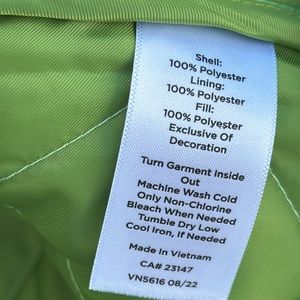 Shell:
100% Polyester
Lining:
100% Polyester
Fill:
100% Polyester
Exclusive Of
Decoration
Turn Garment Inside
Out
Machine Wash Cold
Only Non-Chlorine
Bleach When Needed
Tumble Dry Low
Cool Iron, If Needed
Made In Vietnam
CA# 23147
VN5616 08/22